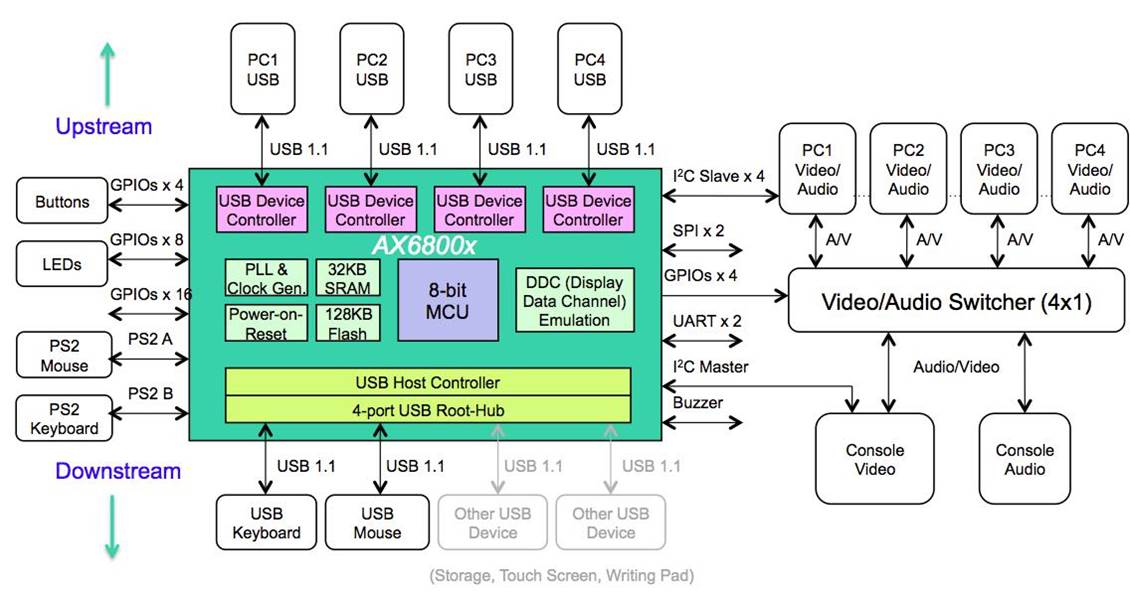 PC1
USB
PC2
USB
PC3
USB
PC4
USB
Upstream
USB 1.1
USB 1.1
USB 1.1
USB 1.1
PC1
Video/
Audio
PC2
Video/
Audio
PC3
Video/
Audio
PC4
Video/
Audio
Buttons
GPIOs x 4
USB Device
Controller
USB Device
Controller
USB Device
Controller
USB Device
Controller
I²C Slave x 4
AX6800x
LEDs
GPIOs x 8
SPI x 2
A/V
A/V
A/V
A/V
PLL &
Clock Gen.
32KB
SRAM
8-bit
MCU
DDC (Display
Data Channel)
Emulation
GPIOs x 4
GPIOs x 16
Power-on-
Reset
128KB
Flash
Video/Audio Switcher (4x1)
UART x 2
PS2
Mouse
PS2 A
I²C Master
Audio/Video
USB Host Controller
4-port USB Root-Hub
PS2
Keyboard
PS2 B
Buzzer
Console
Video
Console
Audio
Downstream
USB 1.1
USB 1.1
USB 1.1
USB 1.1
USB
Keyboard
USB
Mouse
Other USB
Device
Other USB
Device
(Storage, Touch Screen, Writing Pad)